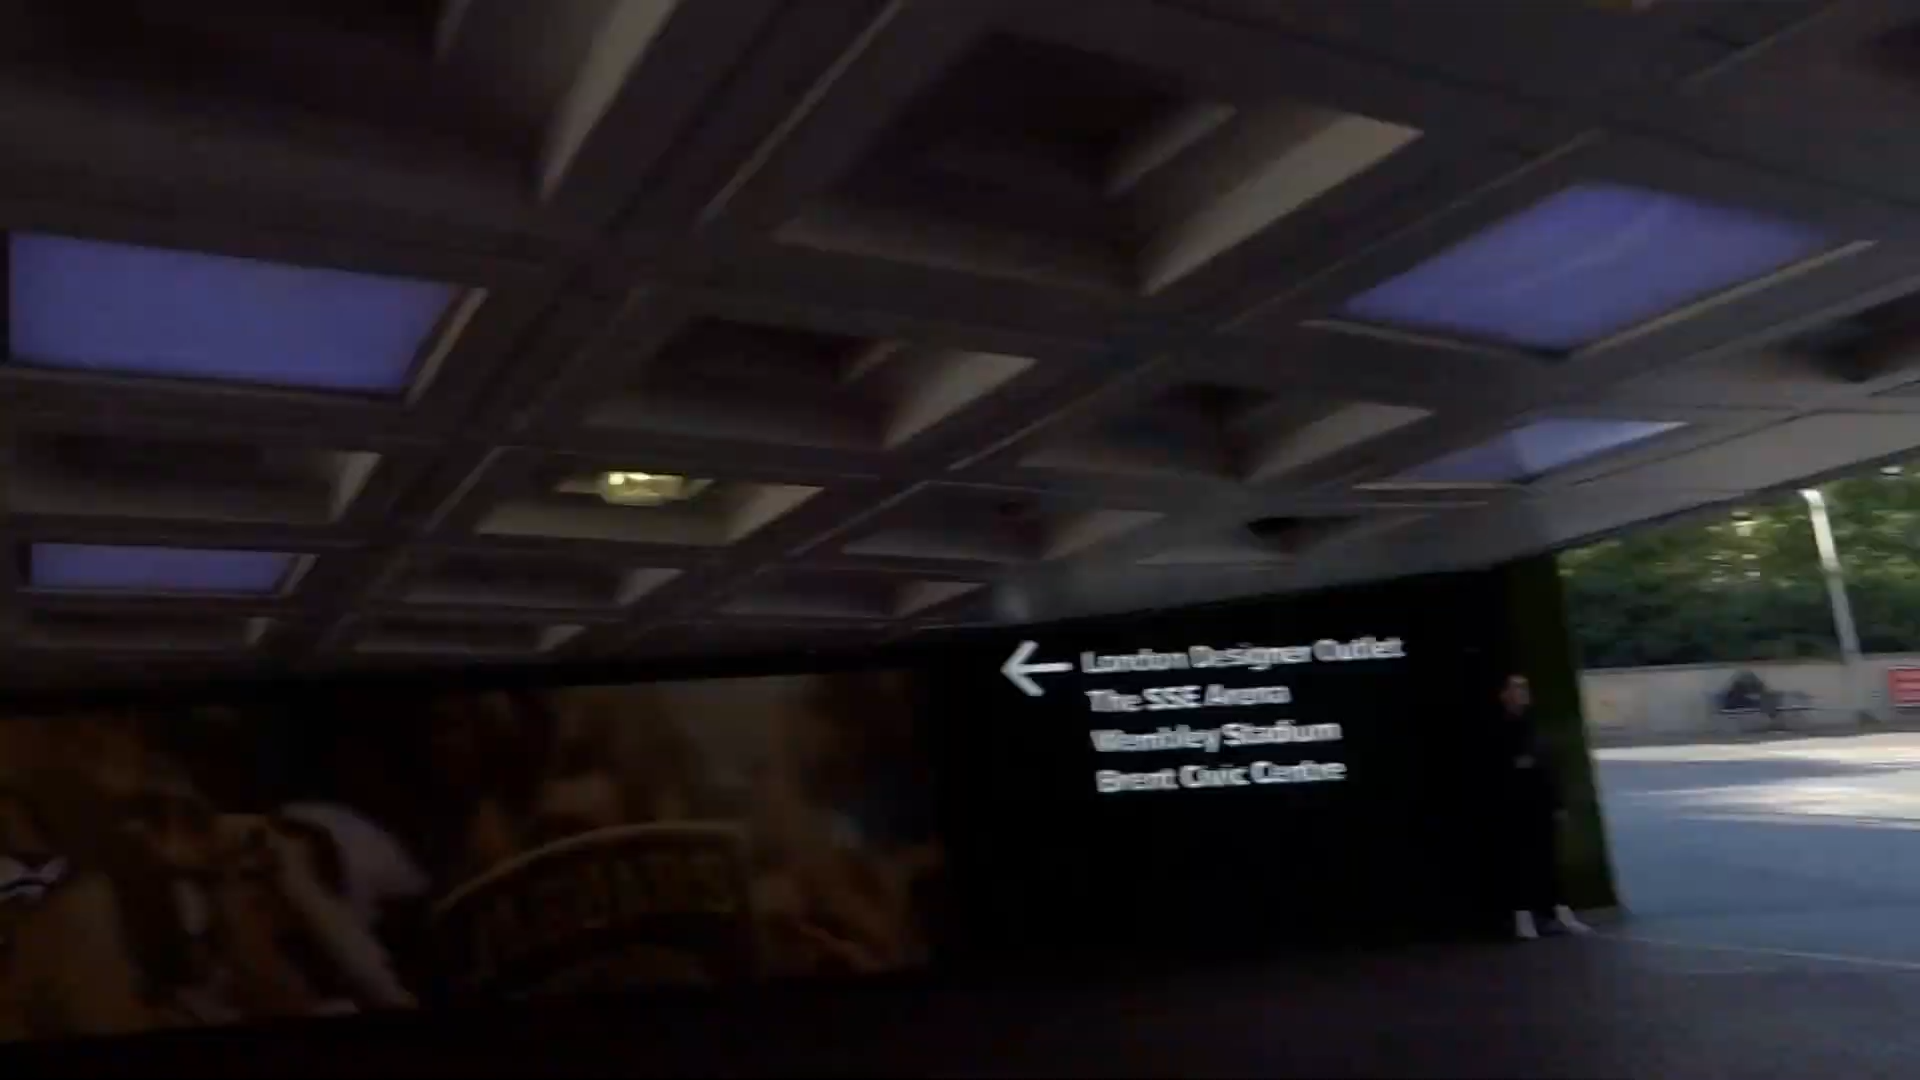 London Designer Outlet
The SSE Arena
Wembley Stadium
Brent Civic Centre